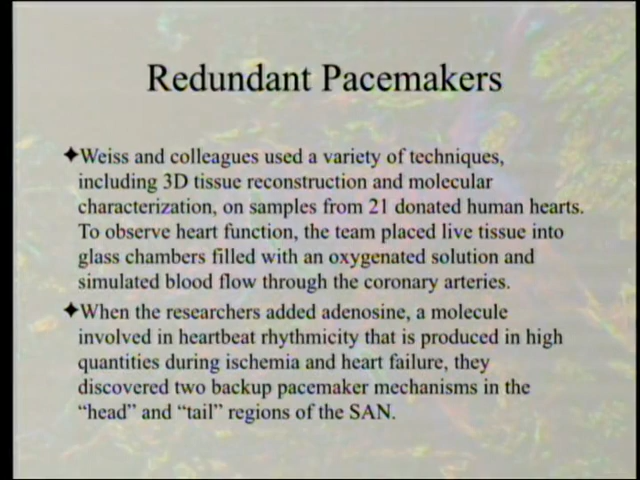 Redundant Pacemakers
✦Weiss and colleagues used a variety of techniques,
including 3D tissue reconstruction and molecular
characterization, on samples from 21 donated human hearts.
To observe heart function, the team placed live tissue into
glass chambers filled with an oxygenated solution and
simulated blood flow through the coronary arteries.
✦When the researchers added adenosine, a molecule
involved in heartbeat rhythmicity that is produced in high
quantities during ischemia and heart failure, they
discovered two backup pacemaker mechanisms in the
“head” and “tail” regions of the SAN.